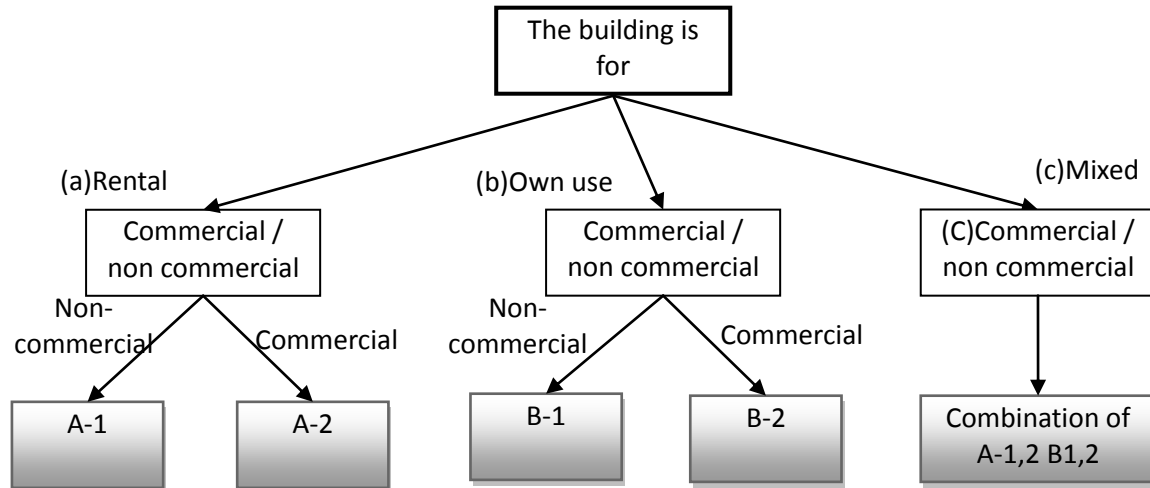 The building is
for
(a)Rental
(b)Own use
(c)Mixed
Commercial /
non commercial
Commercial /
non commercial
(C)Commercial /
non commercial
Non-
commercial
Commercial
Non-
commercial
Commercial
A-1
A-2
B-1
B-2
Combination of
A-1,2 B1,2